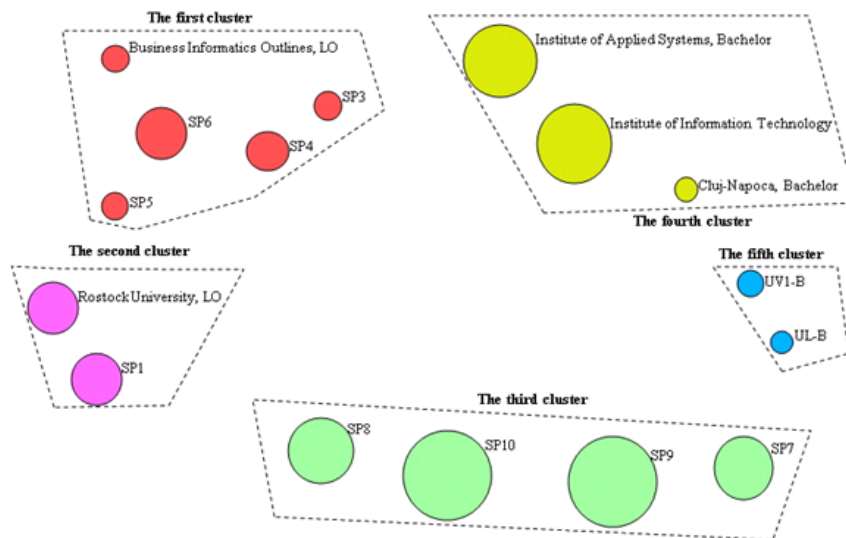 The first cluster
Business Informatics Outlines, LO
SP3
SP6
SP4
SP5
Institute of Applied Systems, Bachelor
Institute of Information Technology
Cluj-Napoca, Bachelor
The fourth cluster
The second cluster
Rostock University, LO
SP1
The fifth cluster
UV1-B
UL-B
The third cluster
SP8
SP10
SP9
SP7